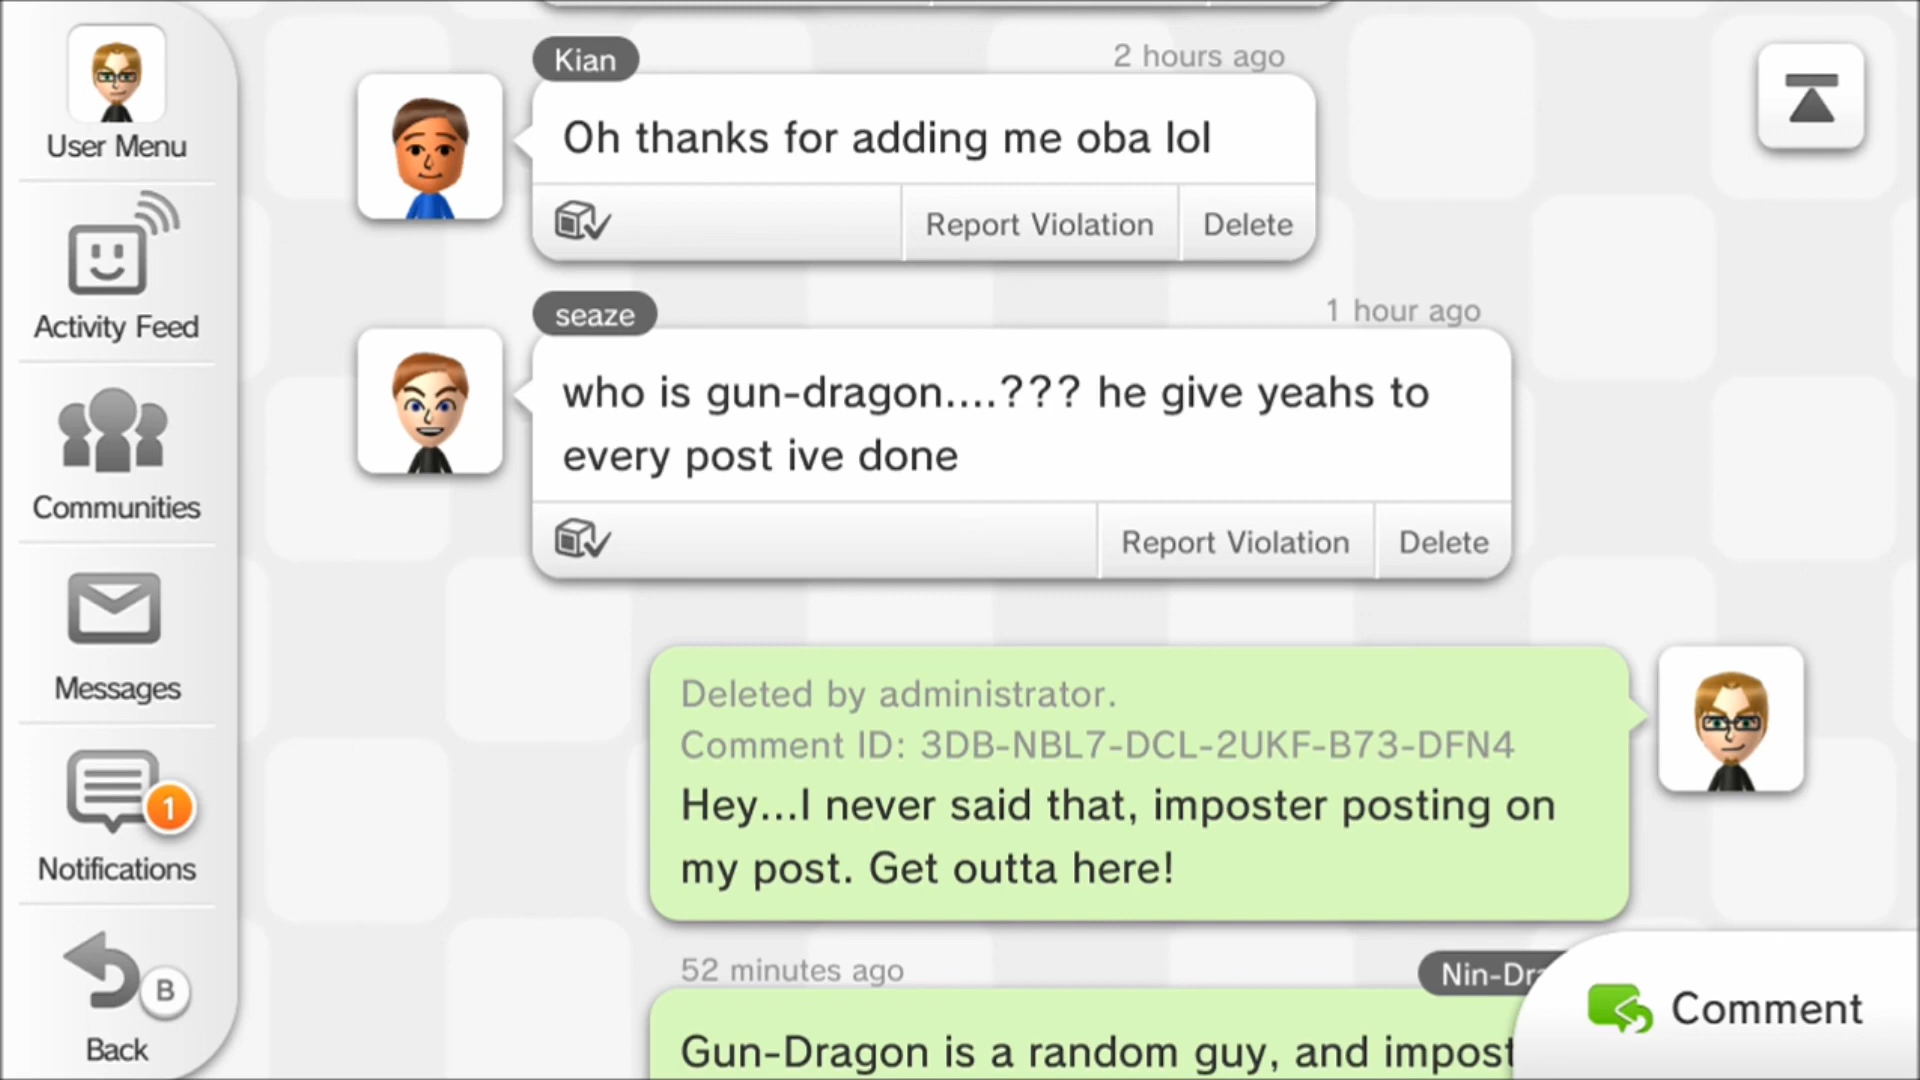 User Menu
Activity Feed
Communities
Messages
1
Notifications
B
Back
Kian
2 hours ago
Oh thanks for adding me oba lol
Report Violation
Delete
seaze
1 hour ago
who is gun-dragon....??? he give yeahs to
every post ive done
Report Violation
Delete
Deleted by administrator.
Comment ID: 3DB-NBL7-DCL-2UKF-B73-DFN4
Hey...I never said that, imposter posting on
my post. Get outta here!
52 minutes ago
Nin-Dra
Gun-Dragon is a random guy, and impost
Comment